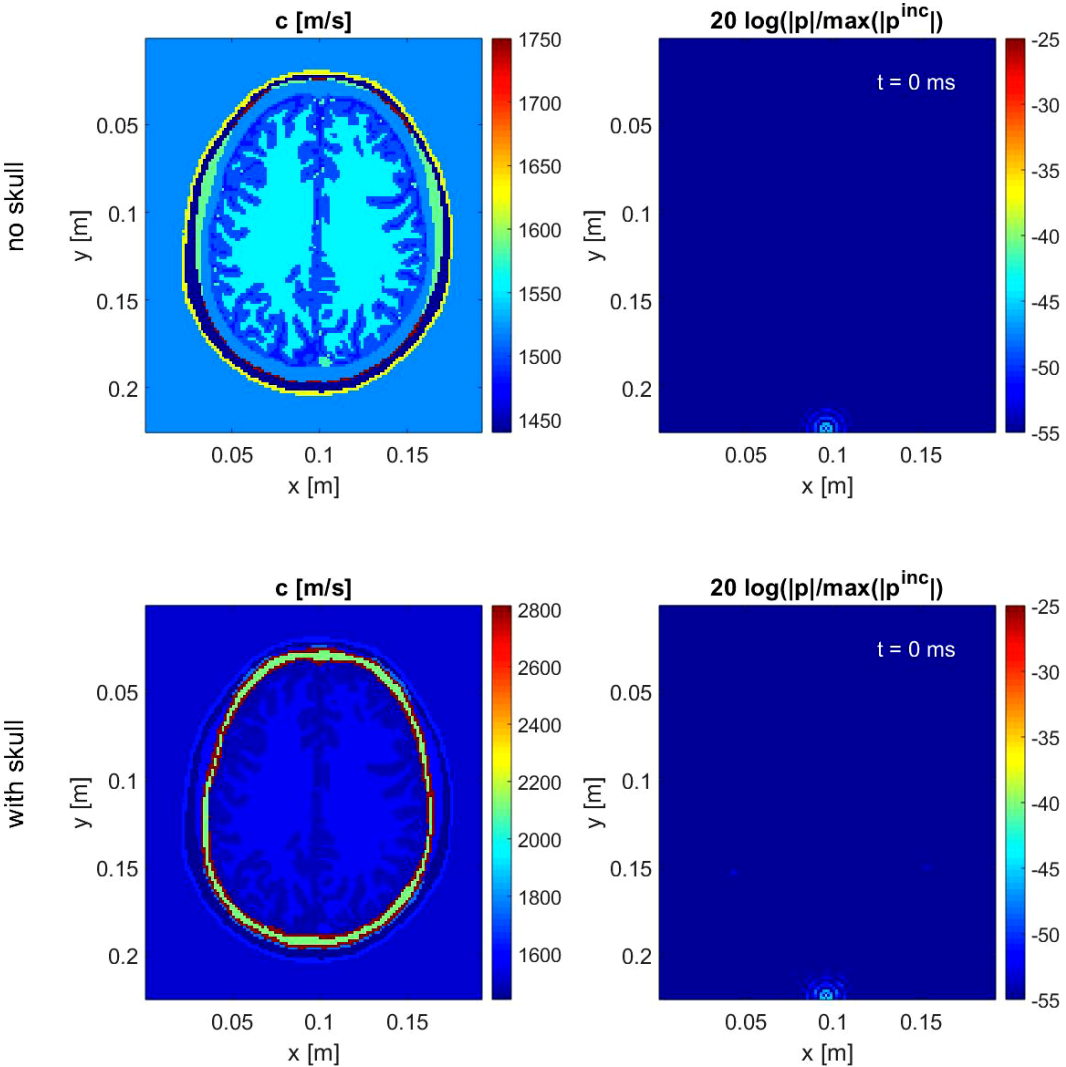 c [m/s]
20 log(|p|/max(|p^inc|)
no skull
y [m]
0.05
0.1
0.15
0.2
0.05 0.1 0.15
x [m]
1750
1700
1650
1600
1550
1500
1450
t = 0 ms
y [m]
0.05
0.1
0.15
0.2
0.05 0.1 0.15
x [m]
-25
-30
-35
-40
-45
-50
-55
c [m/s]
20 log(|p|/max(|p^inc|)
with skull
y [m]
0.05
0.1
0.15
0.2
0.05 0.1 0.15
x [m]
2800
2600
2400
2200
2000
1800
1600
t = 0 ms
y [m]
0.05
0.1
0.15
0.2
0.05 0.1 0.15
x [m]
-25
-30
-35
-40
-45
-50
-55